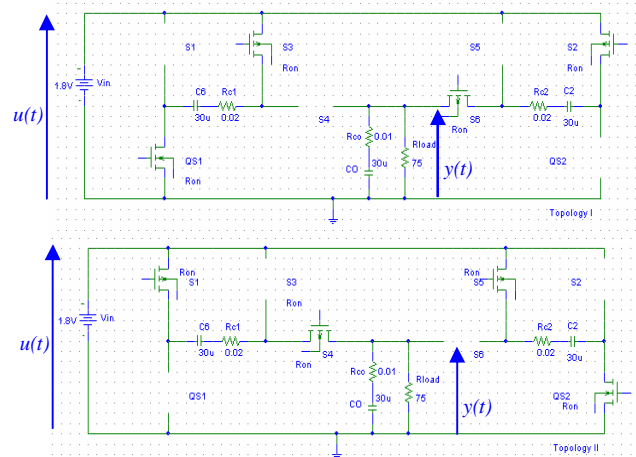 S1
S3
S5
S2
Ron
Ron
1.8V
Vin
u(t)
C6
Rc1
30u
0.02
S4
Rc2
C2
0.02
30u
S6
Ron
Rco
0.01
Rload
CO
30u
75
y(t)
QS1
Ron
QS2
Topology I
Ron
S1
S3
Ron
Ron
S5
S2
1.8V
Vin
u(t)
C6
Rc1
30u
0.02
S4
Ron
Rc2
C2
0.02
30u
S6
Rco
0.01
Rload
CO
30u
75
y(t)
QS1
QS2
Ron
Topology II